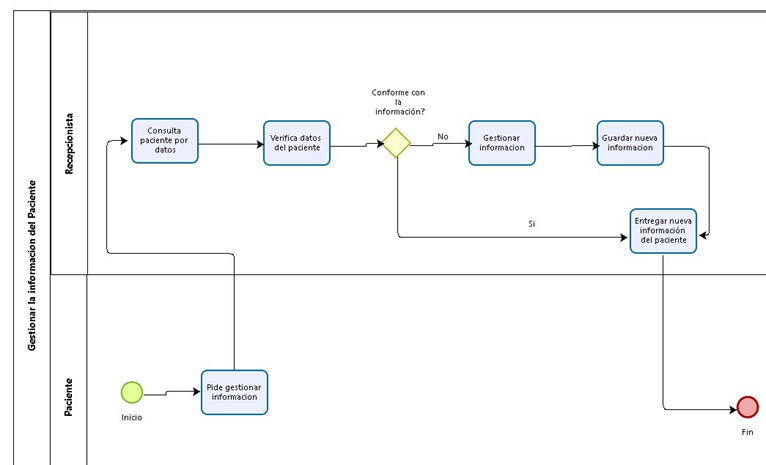 Gestionar la informacion del Paciente
Recepcionista
Consulta
paciente por
datos
Verifica datos
del paciente
Conforme con
la
información?
No
Gestionar
informacion
Guardar nueva
informacion
Si
Entregar nueva
información
del paciente
Paciente
Inicio
Pide gestionar
informacion
Fin